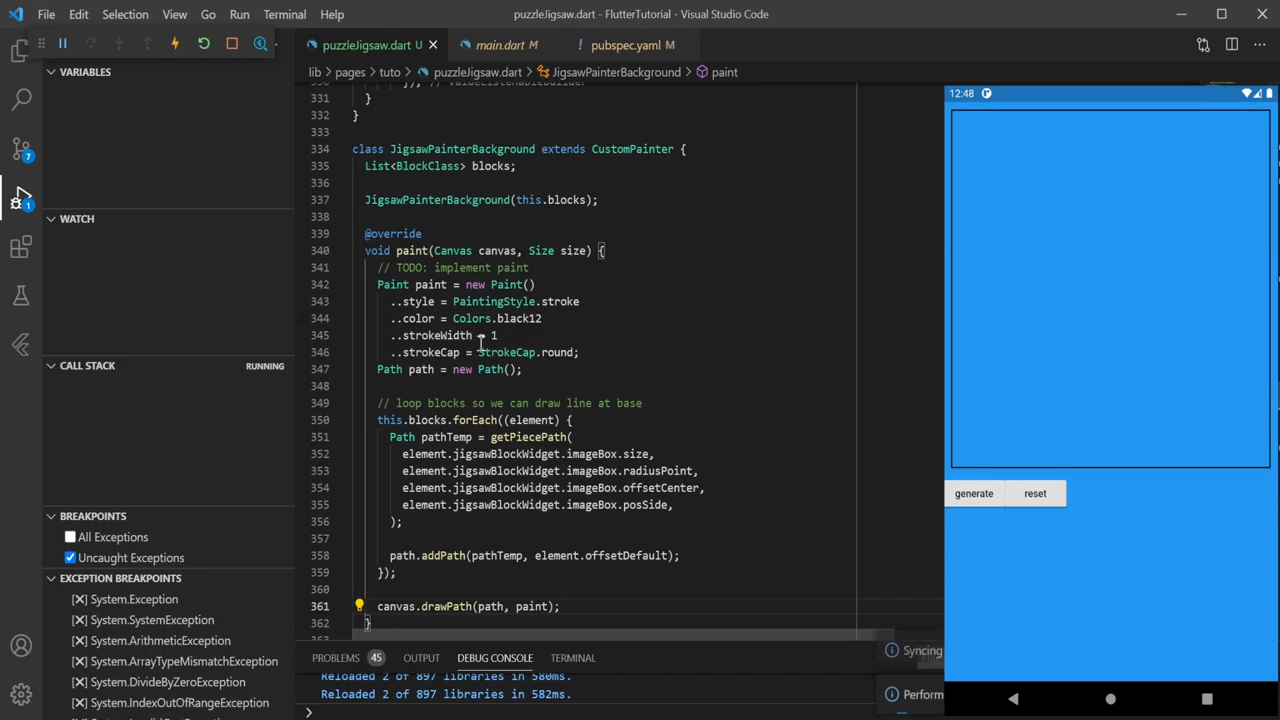 File Edit Selection View Go Run Terminal Help
puzzleJigsaw.dart - FlutterTutorial - Visual Studio Code
puzzleJigsaw.dart U
main.dart M
pubspec.yaml M
lib > pages > tuto > puzzleJigsaw.dart > JigsawPainterBackground > paint
VARIABLES
WATCH
CALL STACK RUNNING
BREAKPOINTS
All Exceptions
Uncaught Exceptions
EXCEPTION BREAKPOINTS
[X] System.Exception
[X] System.SystemException
[X] System.ArithmeticException
[X] System.ArrayTypeMismatchException
[X] System.DivideByZeroException
[X] System.IndexOutOfRangeException
7
1
331 }
332 }
333
334 class JigsawPainterBackground extends CustomPainter {
335 List<BlockClass> blocks;
336
337 JigsawPainterBackground(this.blocks);
338
339 @override
340 void paint(Canvas canvas, Size size) {
341 // TODO: implement paint
342 Paint paint = new Paint()
343 ..style = PaintingStyle.stroke
344 ..color = Colors.black12
345 ..strokeWidth = 1
346 ..strokeCap = StrokeCap.round;
347 Path path = new Path();
348
349 // loop blocks so we can draw line at base
350 this.blocks.forEach((element) {
351 Path pathTemp = getPiecePath(
352 element.jigsawBlockWidget.imageBox.size,
353 element.jigsawBlockWidget.imageBox.radiusPoint,
354 element.jigsawBlockWidget.imageBox.offsetCenter,
355 element.jigsawBlockWidget.imageBox.posSide,
356 );
357
358 path.addPath(pathTemp, element.offsetDefault);
359 });
360
361 canvas.drawPath(path, paint);
362 }
PROBLEMS 45 OUTPUT DEBUG CONSOLE TERMINAL
Reloaded 2 of 897 libraries in 580ms.
Reloaded 2 of 897 libraries in 582ms.
>
Syncing
Perform
12:48
generate
reset